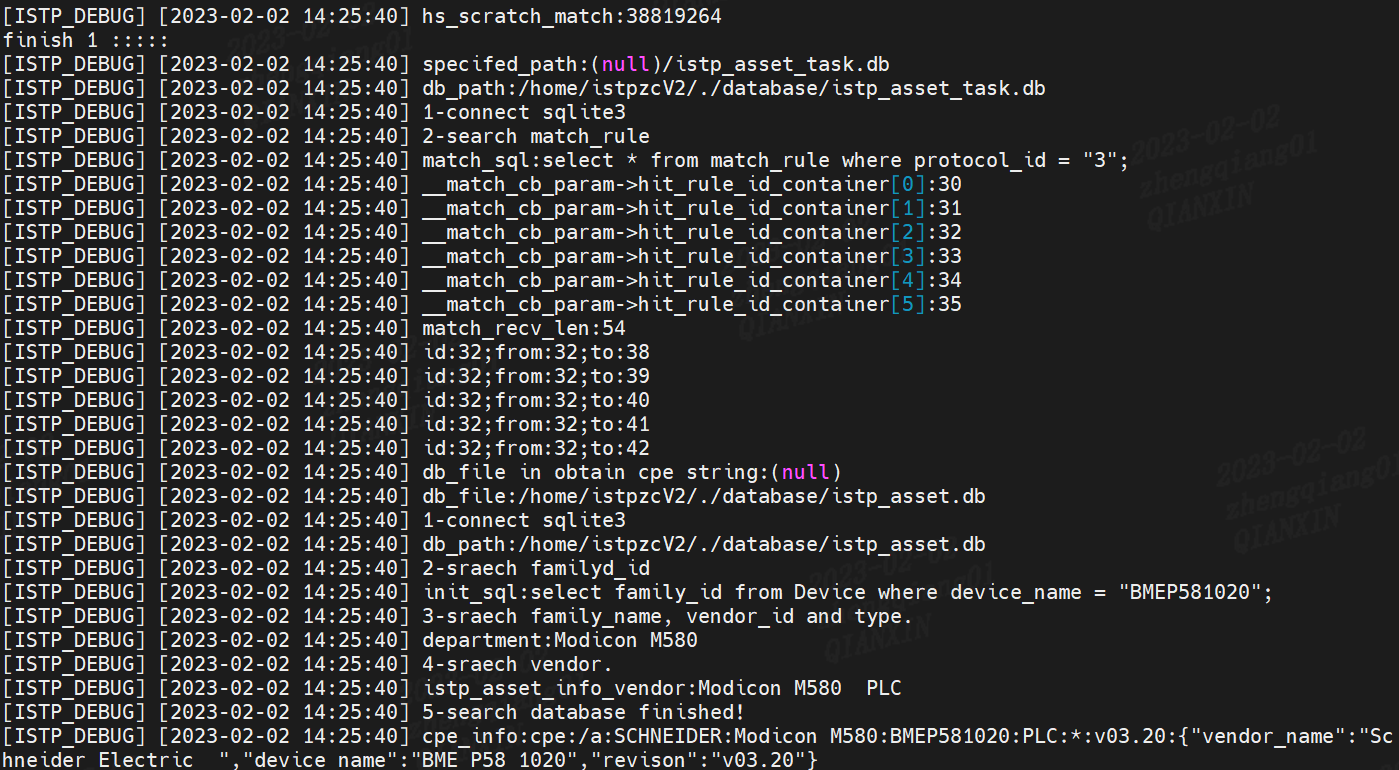 [ISTP_DEBUG] [2023-02-02 14:25:40] hs_scratch_match:38819264
finish 1 :::::
[ISTP_DEBUG] [2023-02-02 14:25:40] specifed_path:(null)/istp_asset_task.db
[ISTP_DEBUG] [2023-02-02 14:25:40] db_path:/home/istpzcV2/./database/istp_asset_task.db
[ISTP_DEBUG] [2023-02-02 14:25:40] 1-connect sqlite3
[ISTP_DEBUG] [2023-02-02 14:25:40] 2-search match_rule
[ISTP_DEBUG] [2023-02-02 14:25:40] match_sql:select * from match_rule where protocol_id = "3";
[ISTP_DEBUG] [2023-02-02 14:25:40] __match_cb_param->hit_rule_id_container[0]:30
[ISTP_DEBUG] [2023-02-02 14:25:40] __match_cb_param->hit_rule_id_container[1]:31
[ISTP_DEBUG] [2023-02-02 14:25:40] __match_cb_param->hit_rule_id_container[2]:32
[ISTP_DEBUG] [2023-02-02 14:25:40] __match_cb_param->hit_rule_id_container[3]:33
[ISTP_DEBUG] [2023-02-02 14:25:40] __match_cb_param->hit_rule_id_container[4]:34
[ISTP_DEBUG] [2023-02-02 14:25:40] __match_cb_param->hit_rule_id_container[5]:35
[ISTP_DEBUG] [2023-02-02 14:25:40] match_recv_len:54
[ISTP_DEBUG] [2023-02-02 14:25:40] id:32;from:32;to:38
[ISTP_DEBUG] [2023-02-02 14:25:40] id:32;from:32;to:39
[ISTP_DEBUG] [2023-02-02 14:25:40] id:32;from:32;to:40
[ISTP_DEBUG] [2023-02-02 14:25:40] id:32;from:32;to:41
[ISTP_DEBUG] [2023-02-02 14:25:40] id:32;from:32;to:42
[ISTP_DEBUG] [2023-02-02 14:25:40] db_file in obtain cpe string:(null)
[ISTP_DEBUG] [2023-02-02 14:25:40] db_file:/home/istpzcV2/./database/istp_asset.db
[ISTP_DEBUG] [2023-02-02 14:25:40] 1-connect sqlite3
[ISTP_DEBUG] [2023-02-02 14:25:40] db_path:/home/istpzcV2/./database/istp_asset.db
[ISTP_DEBUG] [2023-02-02 14:25:40] 2-sraech familyd_id
[ISTP_DEBUG] [2023-02-02 14:25:40] init_sql:select family_id from Device where device_name = "BMEP581020";
[ISTP_DEBUG] [2023-02-02 14:25:40] 3-sraech family_name, vendor_id and type.
[ISTP_DEBUG] [2023-02-02 14:25:40] department:Modicon M580
[ISTP_DEBUG] [2023-02-02 14:25:40] 4-sraech vendor.
[ISTP_DEBUG] [2023-02-02 14:25:40] istp_asset_info_vendor:Modicon M580  PLC
[ISTP_DEBUG] [2023-02-02 14:25:40] 5-search database finished!
[ISTP_DEBUG] [2023-02-02 14:25:40] cpe_info:cpe:/a:SCHNEIDER:Modicon M580:BMEP581020:PLC:*:v03.20:{"vendor_name":"Sc
hneider Electric  ","device_name":"BME P58 1020","revison":"v03.20"}
2023-02-02
zhengqiang01
QIANXIN
2023-02-02
zhengqiang01
QIANXIN